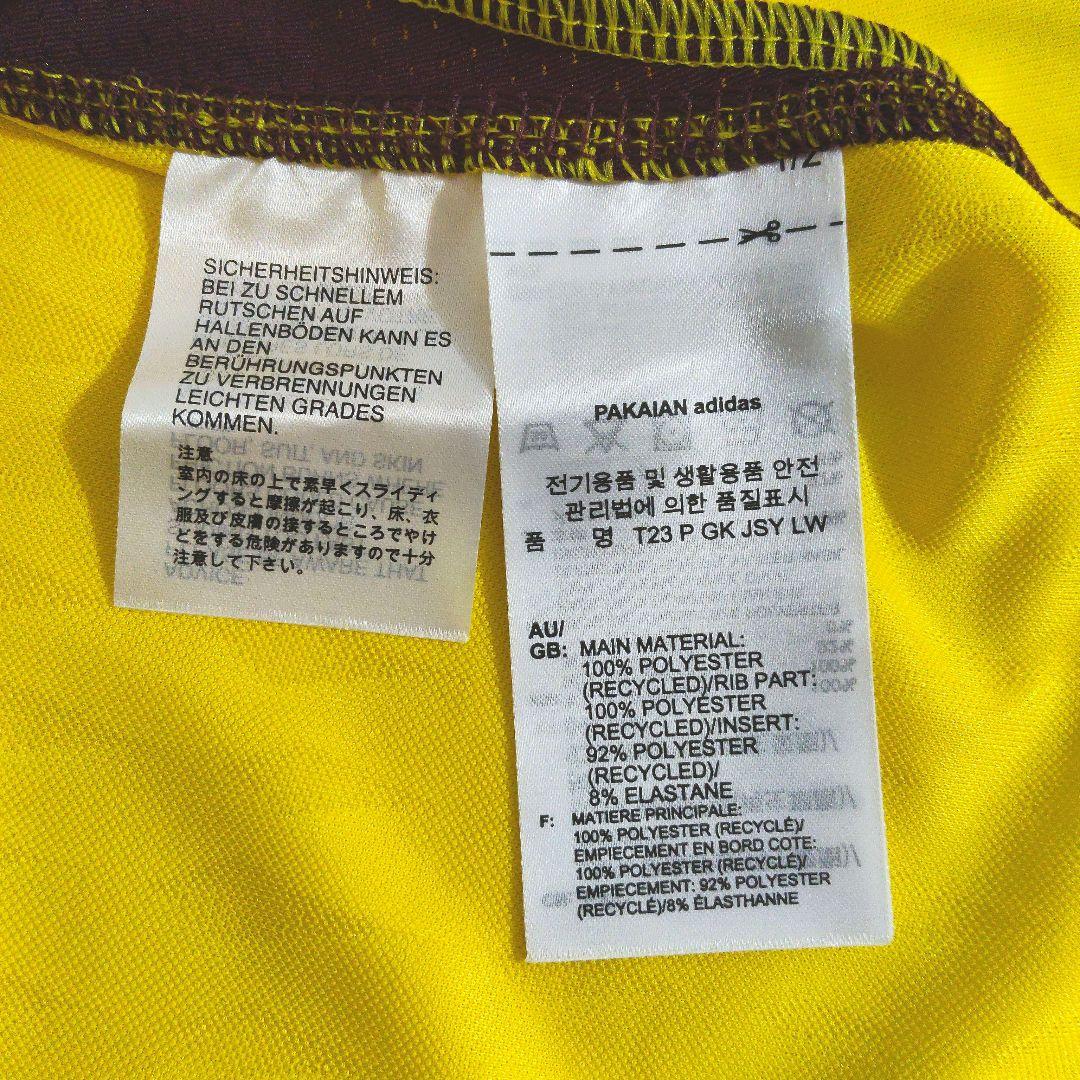 SICHERHEITSHINWEIS:
BEI ZU SCHNELLEM
RUTSCHEN AUF
HALLENBÖDEN KANN ES
AN DEN
BERÜHRUNGSPUNKTEN
ZU VERBRENNUNGEN
LEICHTEN GRADES
KOMMEN.
注意
室内の床の上で素早くスライディ
ングすると摩擦が起こり、床、衣
服及び皮膚の接するところでやけ
どをする危険がありますので十分
注意して下さい。
1/2
PAKAIAN adidas
전기용품 및 생활용품 안전
관리법에 의한 품질표시
품 명 T23 P GK JSY LW
AU/
GB: MAIN MATERIAL:
100% POLYESTER
(RECYCLED)/RIB PART:
100% POLYESTER
(RECYCLED)/INSERT:
92% POLYESTER
(RECYCLED)/
8% ELASTANE
F: MATIERE PRINCIPALE:
100% POLYESTER (RECYCLÉ)/
EMPIECEMENT EN BORD COTE:
100% POLYESTER (RECYCLÉ)/
EMPIECEMENT: 92% POLYESTER
(RECYCLÉ)/8% ÉLASTHANNE